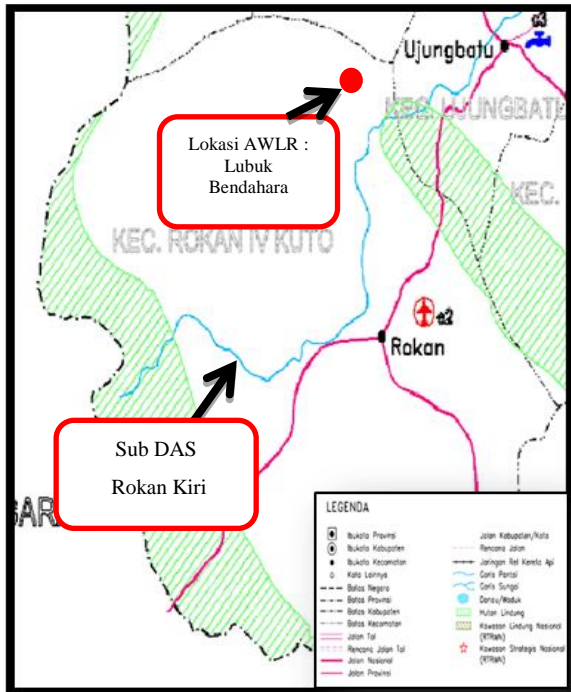 a3
Ujungbatu
Lokasi AWLR :
Lubuk
Bendahara
KEC. UJUNGBATU
KEC.
KEC. ROKAN IV KUTO
a2
Rokan
Sub DAS
Rokan Kiri
LEGENDA
Ibukota Provinsi
Ibukota Kabupaten
Ibukota Kecamatan
Kota Lainnya
Batas Negara
Batas Provinsi
Batas Kabupaten
Batas Kecamatan
Jalan Tol
Rencana Jalan Tol
Jalan Nasional
Jalan Provinsi
Jalan Kabupaten/Kota
Rencana Jalan
Jaringan Rel Kereta Api
Garis Pantai
Garis Sungai
Danau/Waduk
Hutan Lindung
Kawasan Lindung Nasional
(RTRWN)
Kawasan Strategis Nasional
(RTRWN)